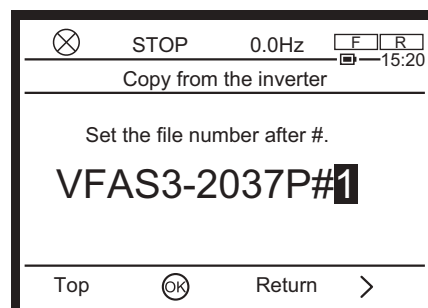 STOP 0.0Hz F R
15:20
Copy from the inverter
Set the file number after #.
VFAS3-2037P#1
Top OK Return >